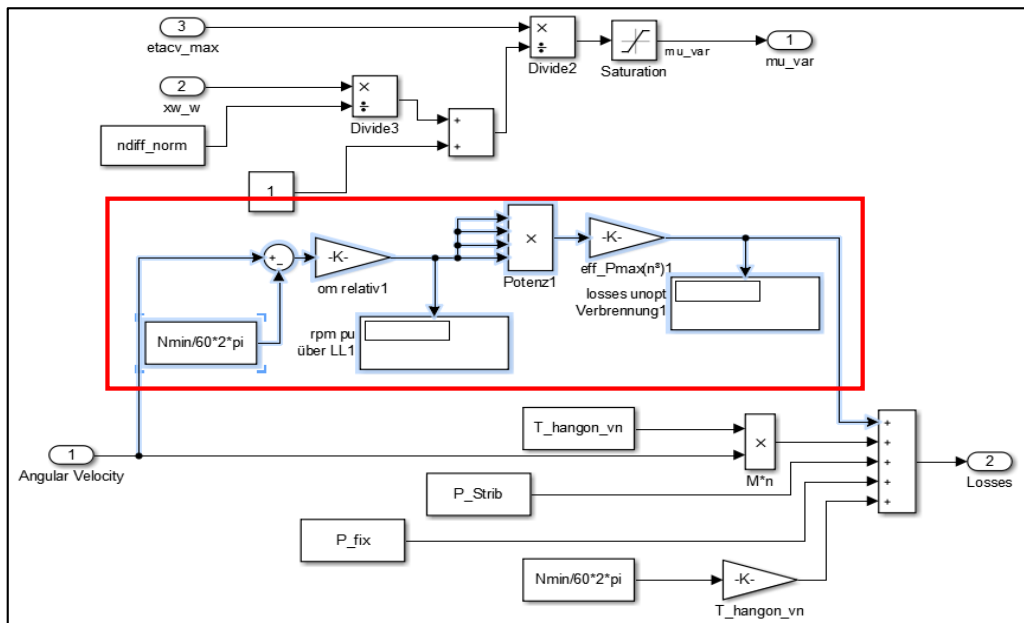 3
etacv_max
×
÷
Divide2
Saturation
mu_var
1
mu_var
2
xw_w
×
÷
Divide3
ndiff_norm
+
+
1
+
-
-K-
om relativ1
×
Potenz1
-K-
eff_Pmax(n³)1
losses unopt
Verbrennung1
Nmin/60*2*pi
rpm pu
über LL1
1
Angular Velocity
T_hangon_vn
×
M*n
P_Strib
P_fix
Nmin/60*2*pi
-K-
T_hangon_vn
+
+
+
+
+
2
Losses